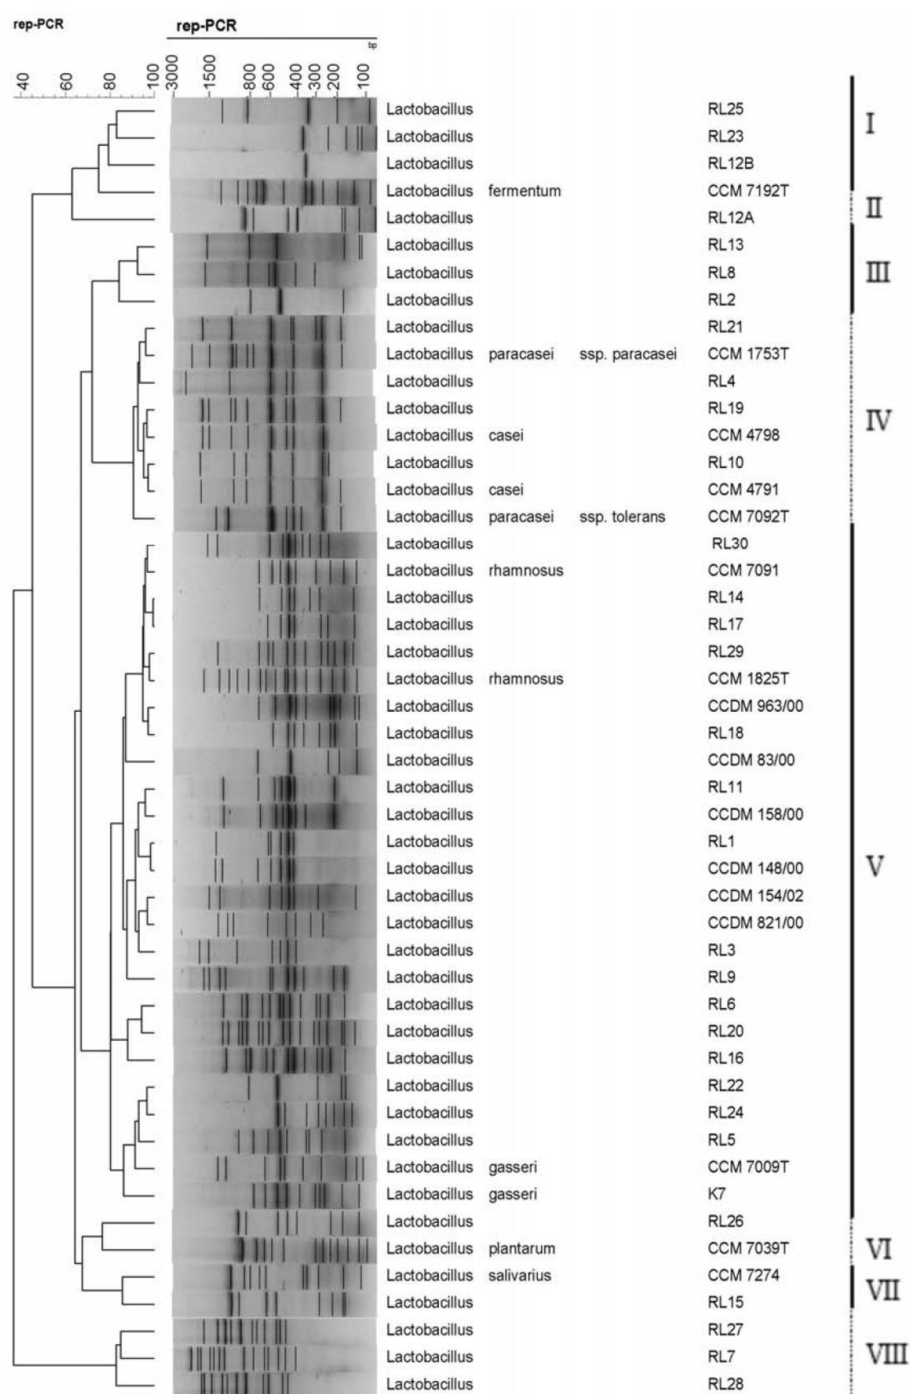 rep-PCR rep-PCR
bp
40 60 80 100 3000 1500 800 600 400 300 200 100
Lactobacillus RL25
I
Lactobacillus RL23
Lactobacillus RL12B
Lactobacillus fermentum CCM 7192T
II
Lactobacillus RL12A
Lactobacillus RL13
III
Lactobacillus RL8
Lactobacillus RL2
Lactobacillus RL21
Lactobacillus paracasei ssp. paracasei CCM 1753T
Lactobacillus RL4
Lactobacillus RL19
IV
Lactobacillus casei CCM 4798
Lactobacillus RL10
Lactobacillus casei CCM 4791
Lactobacillus paracasei ssp. tolerans CCM 7092T
Lactobacillus RL30
Lactobacillus rhamnosus CCM 7091
Lactobacillus RL14
Lactobacillus RL17
Lactobacillus RL29
Lactobacillus rhamnosus CCM 1825T
Lactobacillus CCDM 963/00
Lactobacillus RL18
Lactobacillus CCDM 83/00
Lactobacillus RL11
Lactobacillus CCDM 158/00
Lactobacillus RL1
V
Lactobacillus CCDM 148/00
Lactobacillus CCDM 154/02
Lactobacillus CCDM 821/00
Lactobacillus RL3
Lactobacillus RL9
Lactobacillus RL6
Lactobacillus RL20
Lactobacillus RL16
Lactobacillus RL22
Lactobacillus RL24
Lactobacillus RL5
Lactobacillus gasseri CCM 7009T
Lactobacillus gasseri K7
Lactobacillus RL26
Lactobacillus plantarum CCM 7039T VI
Lactobacillus salivarius CCM 7274
VII
Lactobacillus RL15
Lactobacillus RL27
Lactobacillus RL7 VIII
Lactobacillus RL28